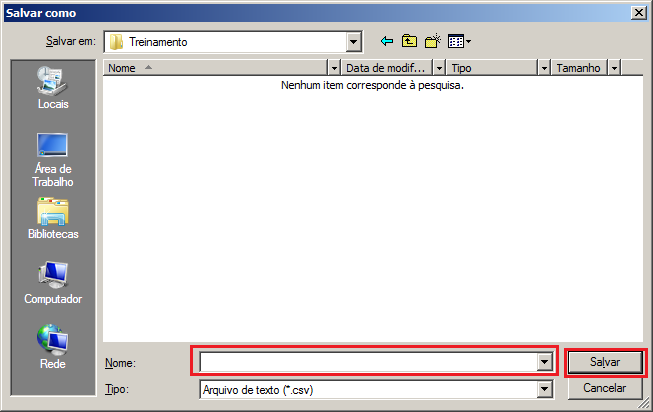 Salvar como
Salvar em: Treinamento
Nome Data de modif... Tipo Tamanho
Nenhum item corresponde à pesquisa.
Locais
Área de
Trabalho
Bibliotecas
Computador
Rede
Nome: Salvar
Tipo: Arquivo de texto (*.csv) Cancelar